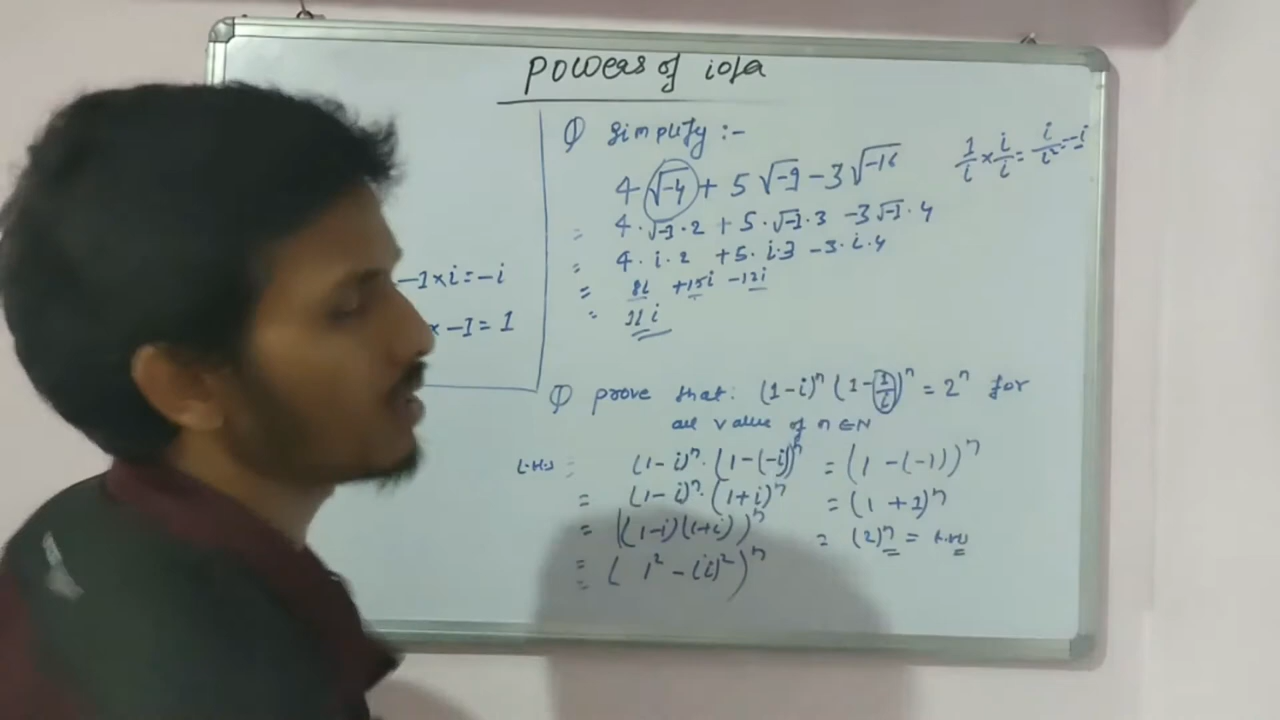 Powers of iota
Q simplify :-
4 √-4 + 5 √-9 - 3 √-16
= 4 · √-1 · 2 + 5 · √-1 · 3 - 3 √-1 · 4
= 4 · i · 2 + 5 · i · 3 - 3 · i · 4
= 8i + 15i - 12i
= 11 i
1/i × i/i = i/i² = -i
-1 × i = -i
× -1 = 1
Q prove that: (1-i)ⁿ (1 - 1/i)ⁿ = 2ⁿ for
all value of n ∈ N
L.H.S = (1-i)ⁿ · (1-(-i))ⁿ
= (1-i)ⁿ · (1+i)ⁿ
= ((1-i)(1+i))ⁿ
= ( 1² - (i)² )ⁿ
= (1 - (-1))ⁿ
= (1 + 1)ⁿ
= (2)ⁿ =